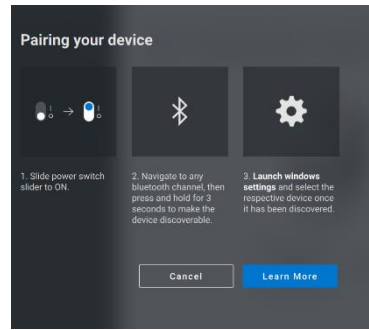 Pairing your device
1. Slide power switch
slider to ON.
2. Navigate to any
bluetooth channel, then
press and hold for 3
seconds to make the
device discoverable.
3. Launch windows
settings and select the
respective device once
it has been discovered.
Cancel
Learn More